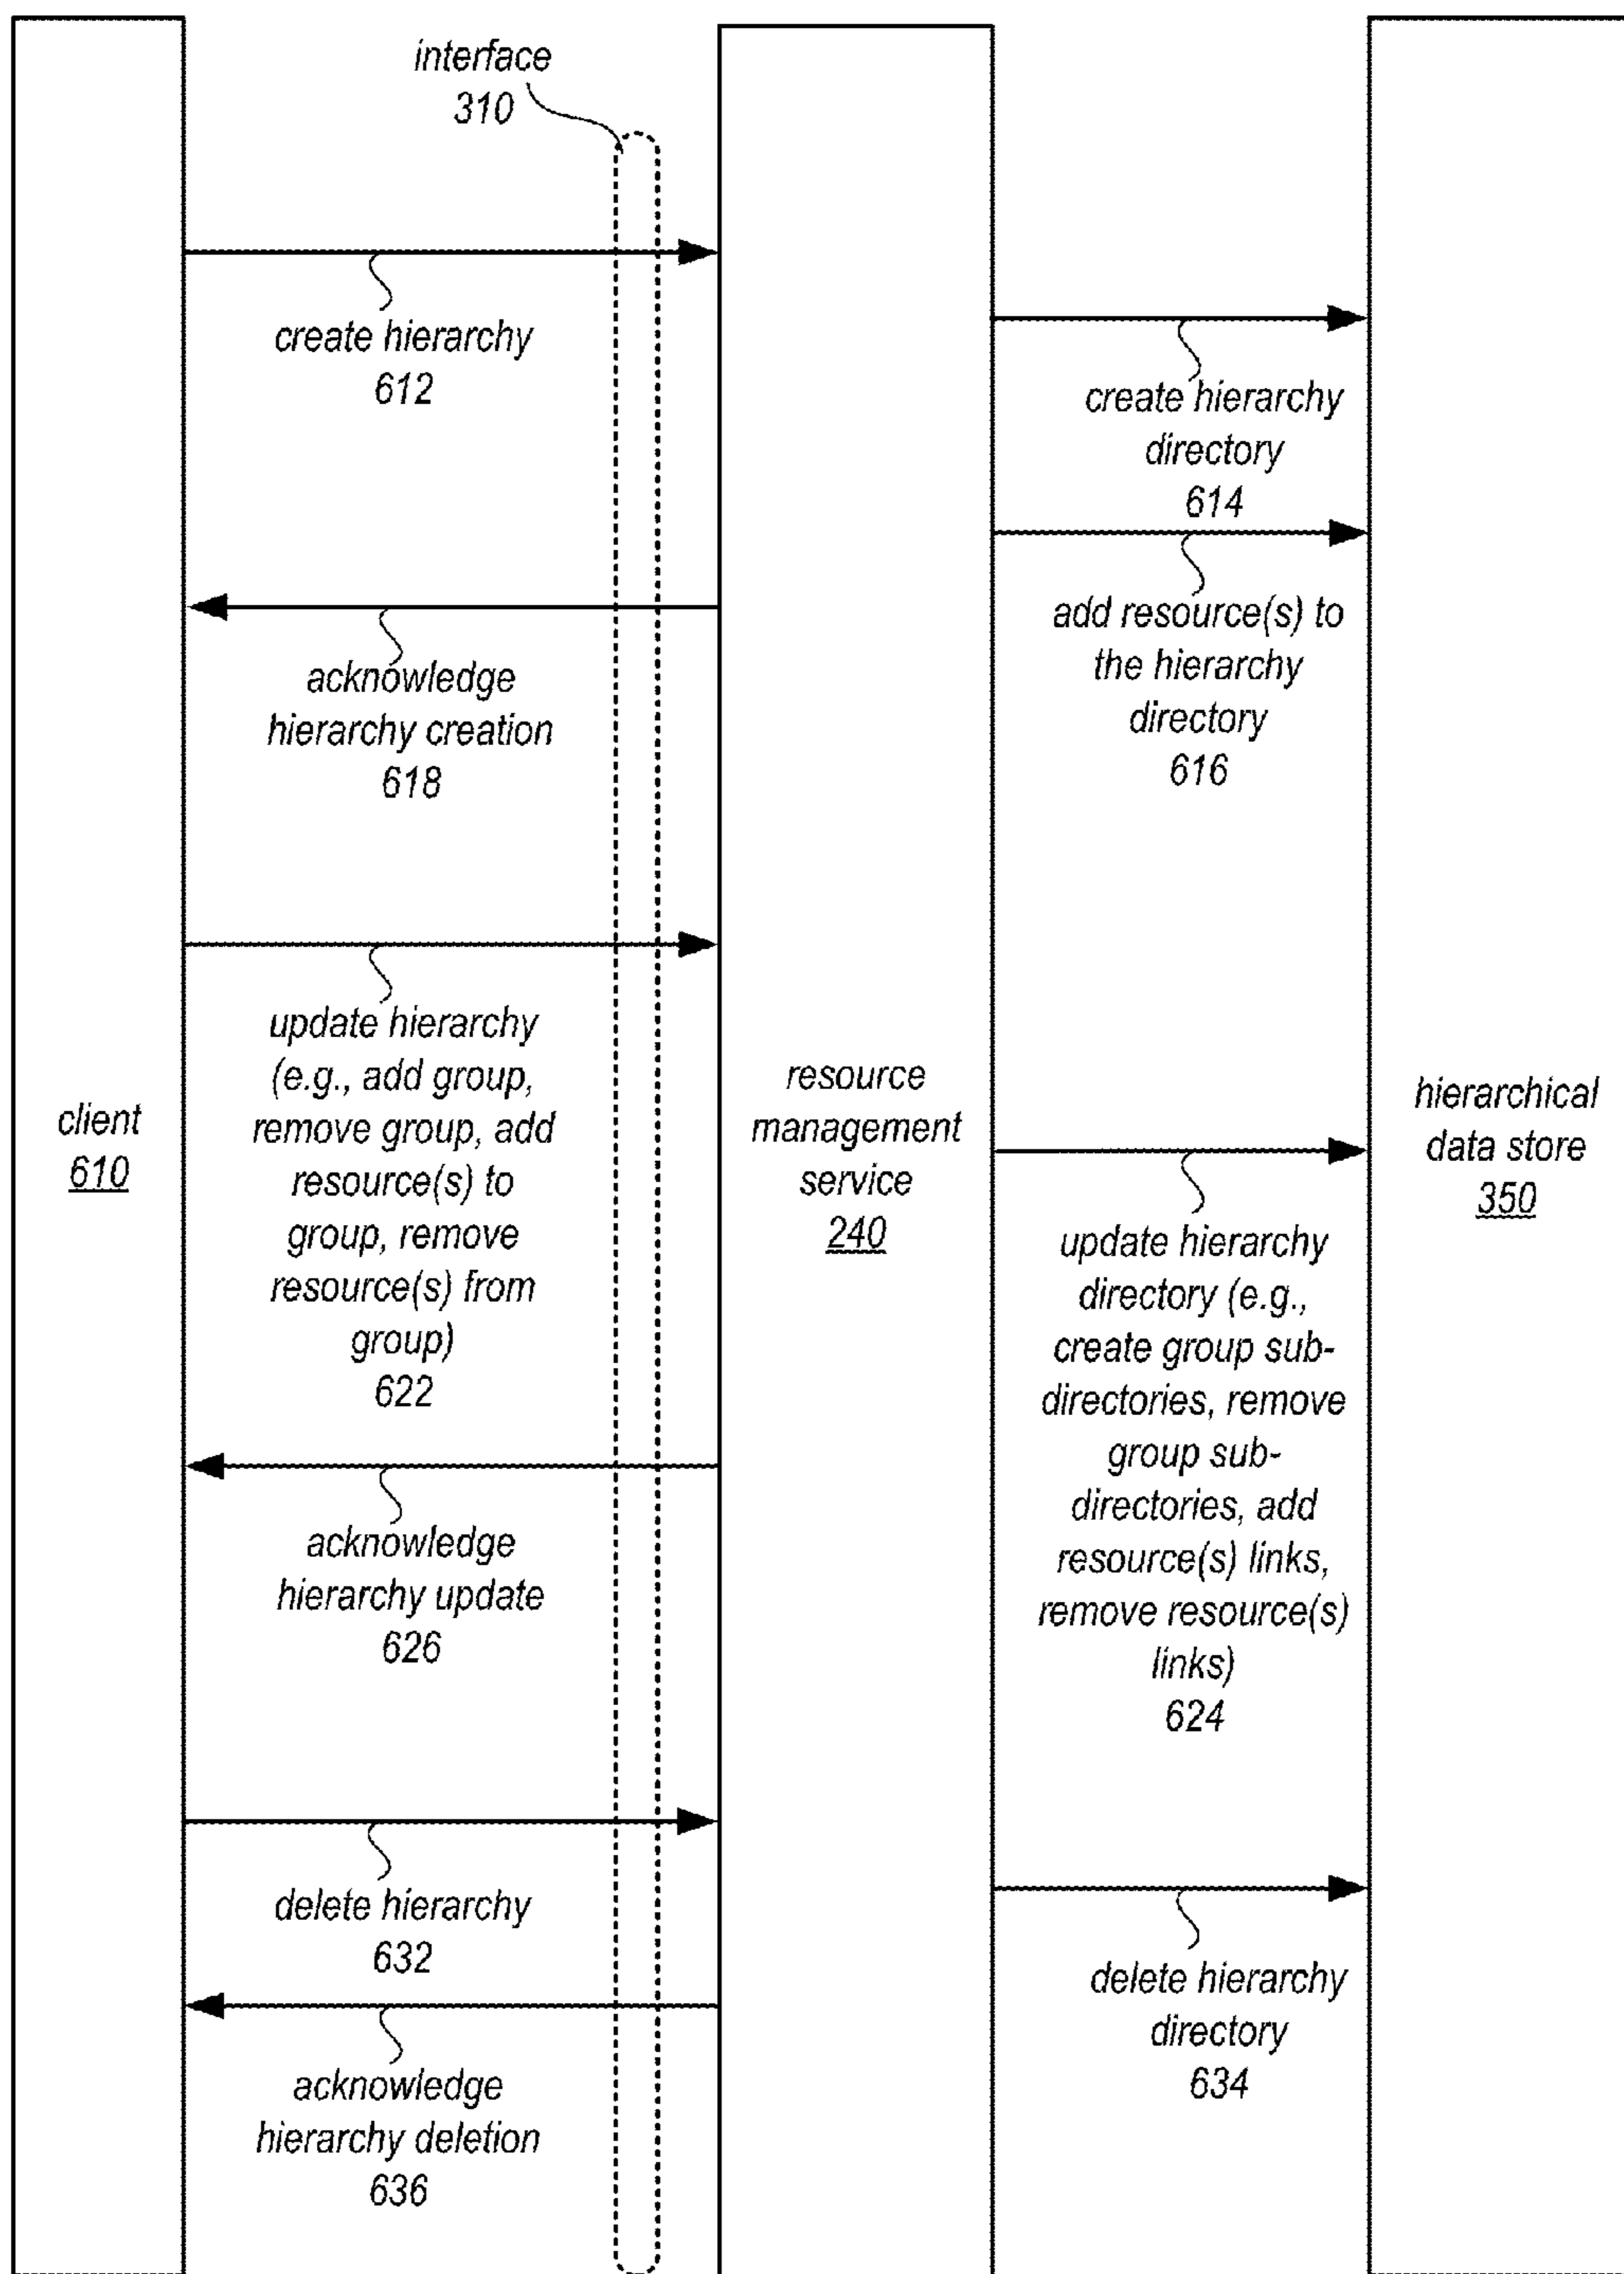 interface
310
create hierarchy
612
create hierarchy
directory
614
add resource(s) to
the hierarchy
directory
616
acknowledge
hierarchy creation
618
update hierarchy
(e.g., add group,
remove group, add
resource(s) to
group, remove
resource(s) from
group)
622
client
610
resource
management
service
240
hierarchical
data store
350
update hierarchy
directory (e.g.,
create group sub-
directories, remove
group sub-
directories, add
resource(s) links,
remove resource(s)
links)
624
acknowledge
hierarchy update
626
delete hierarchy
632
delete hierarchy
directory
634
acknowledge
hierarchy deletion
636